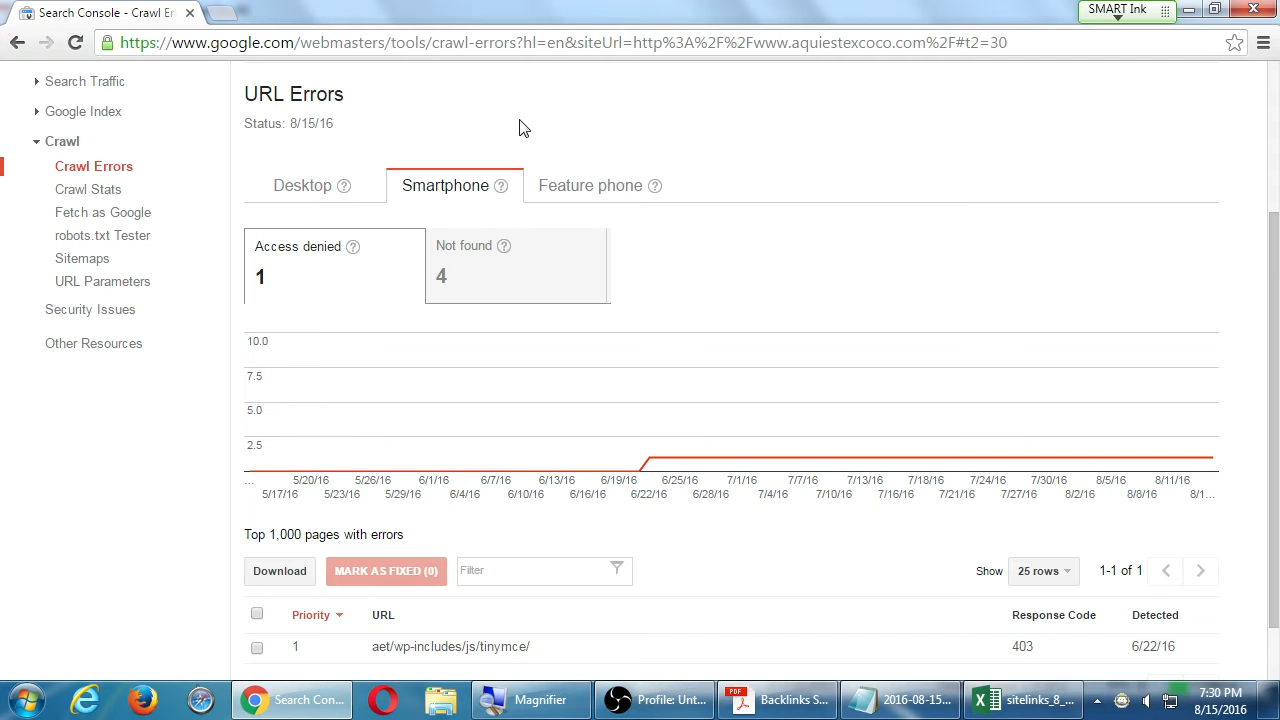 Search Console - Crawl Er
SMART Ink
https://www.google.com/webmasters/tools/crawl-errors?hl=en&siteUrl=http%3A%2F%2Fwww.aquiestexcoco.com%2F#t2=30
Search Traffic
Google Index
Crawl
Crawl Errors
Crawl Stats
Fetch as Google
robots.txt Tester
Sitemaps
URL Parameters
Security Issues
Other Resources
URL Errors
Status: 8/15/16
Desktop ? Smartphone ? Feature phone ?
Access denied ? Not found ?
1 4
10.0
7.5
5.0
2.5
... 5/20/16 5/26/16 6/1/16 6/7/16 6/13/16 6/19/16 6/25/16 7/1/16 7/7/16 7/13/16 7/18/16 7/24/16 7/30/16 8/5/16 8/11/16
5/17/16 5/23/16 5/29/16 6/4/16 6/10/16 6/16/16 6/22/16 6/28/16 7/4/16 7/10/16 7/16/16 7/21/16 7/27/16 8/2/16 8/8/16 8/1...
Top 1,000 pages with errors
Download MARK AS FIXED (0) Filter Show 25 rows 1-1 of 1
Priority URL Response Code Detected
1 aet/wp-includes/js/tinymce/ 403 6/22/16
Search Con... Magnifier Profile: Unt... PDF Backlinks S... 2016-08-15... sitelinks_8_... 7:30 PM
8/15/2016